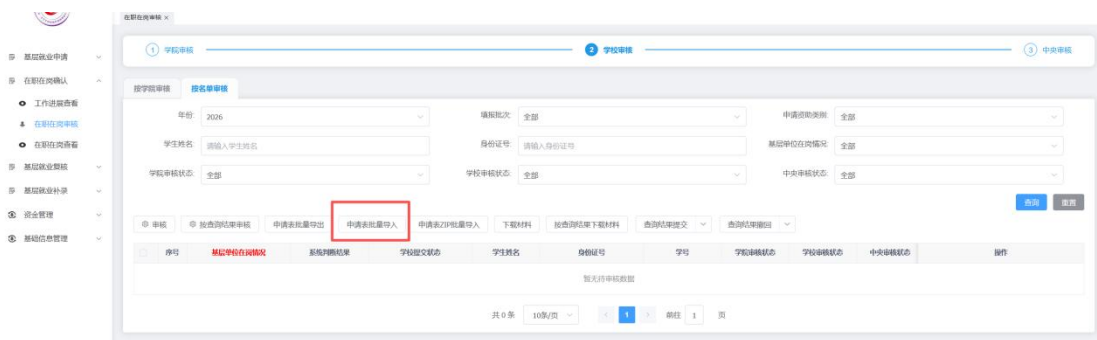 在职在岗审核 ×
1 学院审核 2 学校审核 3 中央审核
基层就业申请
在职在岗确认
工作进展查看
在职在岗审核
在职在岗查看
基层就业复核
基层就业补录
资金管理
基础信息管理
按学院审核 按名单审核
年份 2026 填报批次 全部 申请资助类别 全部
学生姓名 请输入学生姓名 身份证号 请输入身份证号 基层单位在岗情况 全部
学院审核状态 全部 学校审核状态 全部 中央审核状态 全部
查询 重置
审核 按查询结果审核 申请表批量导出 申请表批量导入 申请表ZIP批量导入 下载材料 按查询结果下载材料 查询结果提交 查询结果撤回
序号 基层单位在岗情况 系统判断结果 学校提交状态 学生姓名 身份证号 学号 学院审核状态 学校审核状态 中央审核状态 操作
暂无待审核数据
共 0 条 10条/页 1 前往 1 页